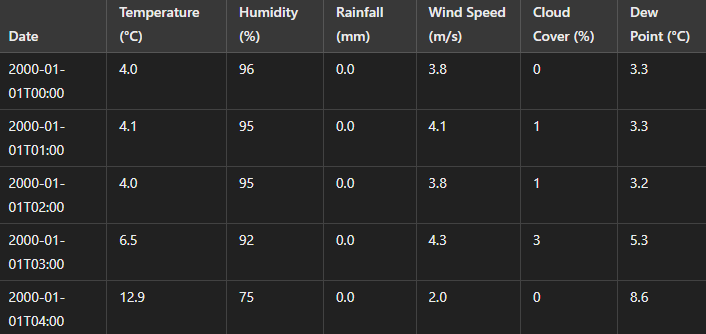 Date Temperature (°C) Humidity (%) Rainfall (mm) Wind Speed (m/s) Cloud Cover (%) Dew Point (°C)
2000-01-01T00:00 4.0 96 0.0 3.8 0 3.3
2000-01-01T01:00 4.1 95 0.0 4.1 1 3.3
2000-01-01T02:00 4.0 95 0.0 3.8 1 3.2
2000-01-01T03:00 6.5 92 0.0 4.3 3 5.3
2000-01-01T04:00 12.9 75 0.0 2.0 0 8.6